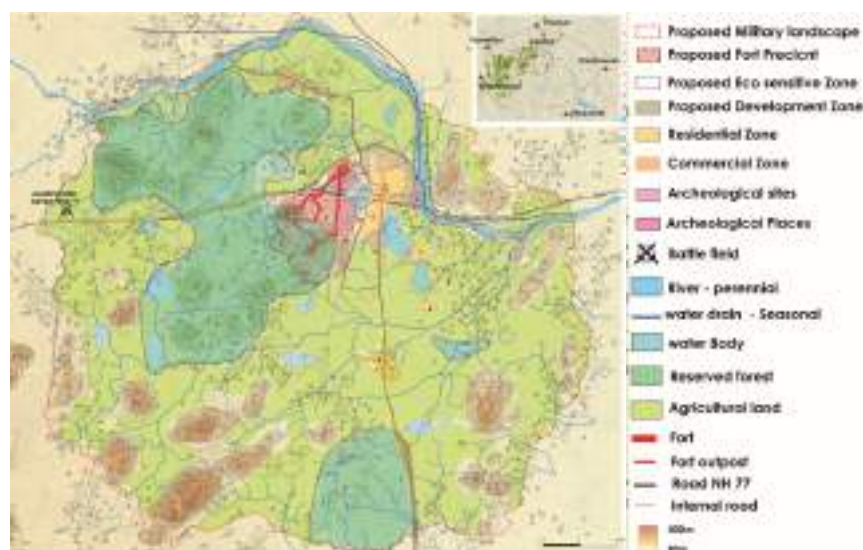 Proposed Military landscape
Proposed Fort Precicnt
Proposed Eco sensitive Zone
Proposed Development Zone
Residential Zone
Commercial Zone
Archeological sites
Archeological Places
Battle field
River - perennial
water drain - Seasonal
water Body
Reserved forest
Agricultural land
Fort
Fort outpost
Road NH 77
Internal road